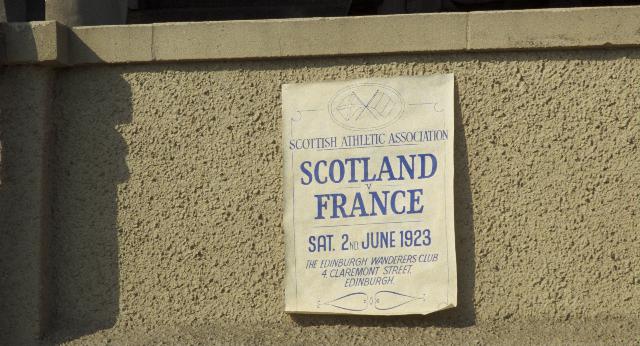 SCOTTISH ATHLETIC ASSOCIATION
SCOTLAND
V
FRANCE
SAT. 2ND JUNE 1923
THE EDINBURGH WANDERERS CLUB
4, CLAREMONT STREET,
EDINBURGH.